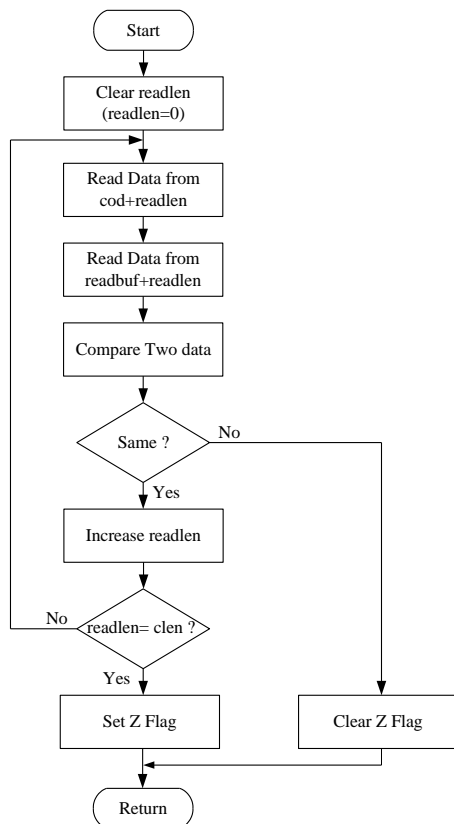 Start
Clear readlen
(readlen=0)
Read Data from
cod+readlen
Read Data from
readbuf+readlen
Compare Two data
Same ?
No
Yes
Increase readlen
No
readlen= clen ?
Yes
Set Z Flag
Clear Z Flag
Return